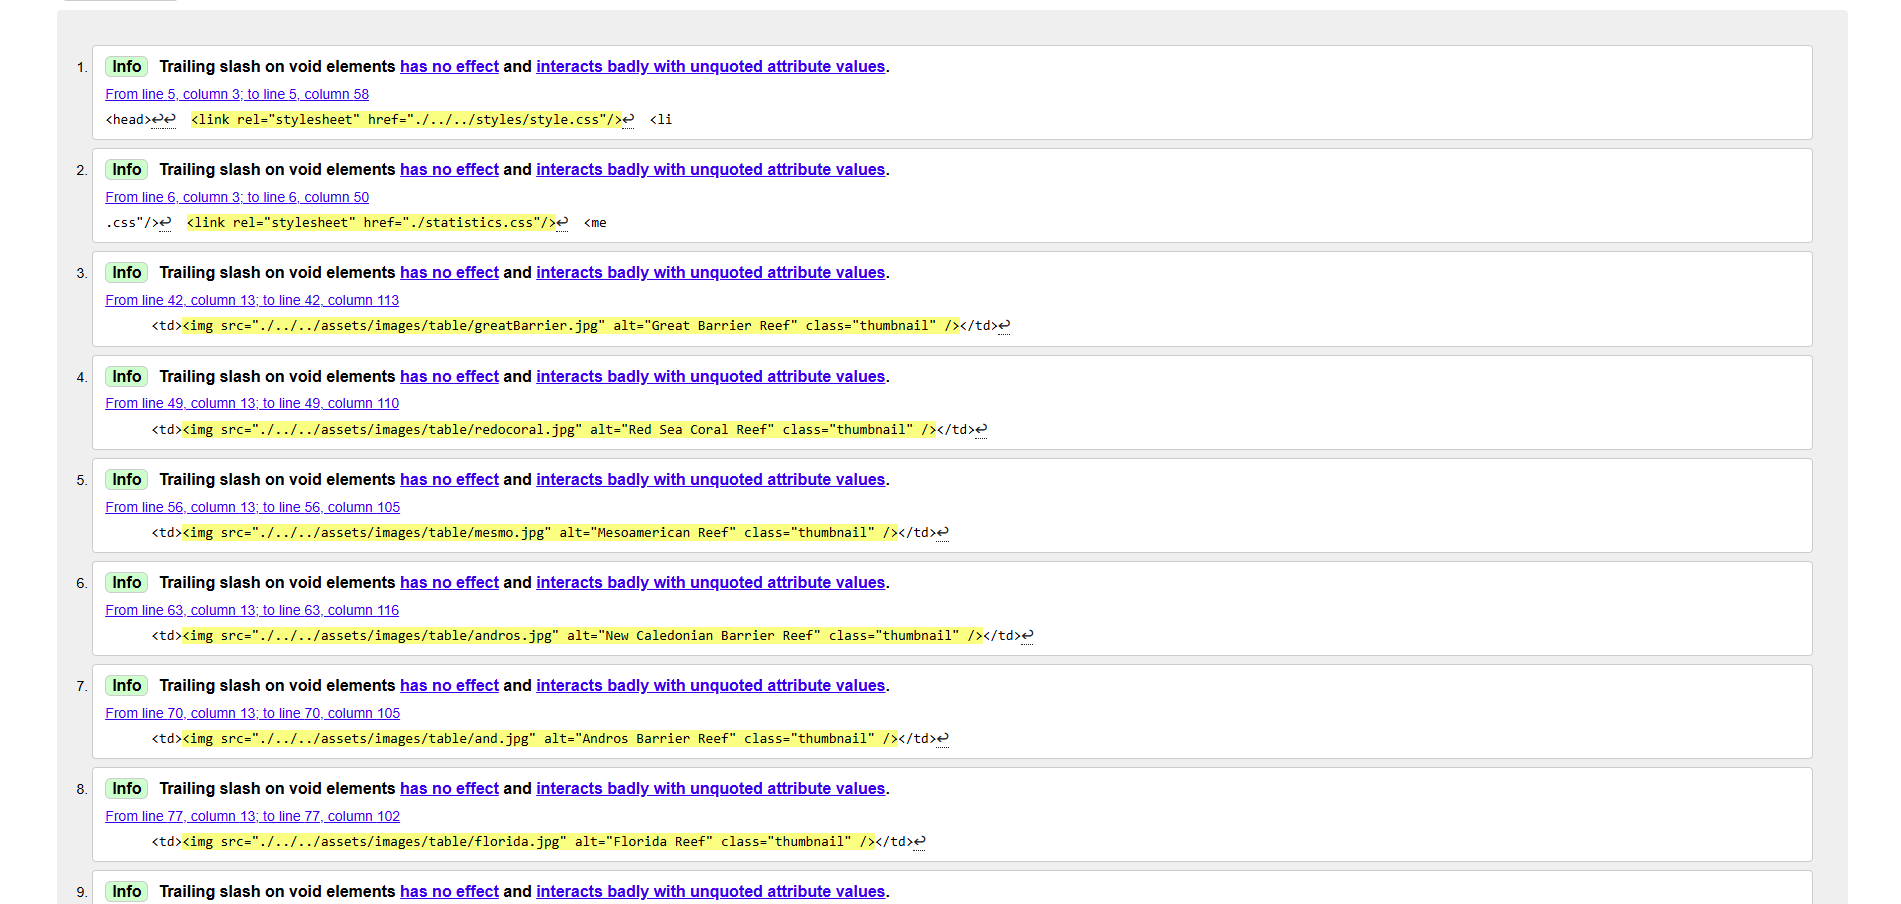 1. Info Trailing slash on void elements has no effect and interacts badly with unquoted attribute values.
From line 5, column 3; to line 5, column 58
<head>↩↩  <link rel="stylesheet" href="./../../styles/style.css"/>↩  <li
2. Info Trailing slash on void elements has no effect and interacts badly with unquoted attribute values.
From line 6, column 3; to line 6, column 50
.css"/>↩  <link rel="stylesheet" href="./statistics.css"/>↩  <me
3. Info Trailing slash on void elements has no effect and interacts badly with unquoted attribute values.
From line 42, column 13; to line 42, column 113
<td><img src="./../../assets/images/table/greatBarrier.jpg" alt="Great Barrier Reef" class="thumbnail" /></td>↩
4. Info Trailing slash on void elements has no effect and interacts badly with unquoted attribute values.
From line 49, column 13; to line 49, column 110
<td><img src="./../../assets/images/table/redocoral.jpg" alt="Red Sea Coral Reef" class="thumbnail" /></td>↩
5. Info Trailing slash on void elements has no effect and interacts badly with unquoted attribute values.
From line 56, column 13; to line 56, column 105
<td><img src="./../../assets/images/table/mesmo.jpg" alt="Mesoamerican Reef" class="thumbnail" /></td>↩
6. Info Trailing slash on void elements has no effect and interacts badly with unquoted attribute values.
From line 63, column 13; to line 63, column 116
<td><img src="./../../assets/images/table/andros.jpg" alt="New Caledonian Barrier Reef" class="thumbnail" /></td>↩
7. Info Trailing slash on void elements has no effect and interacts badly with unquoted attribute values.
From line 70, column 13; to line 70, column 105
<td><img src="./../../assets/images/table/and.jpg" alt="Andros Barrier Reef" class="thumbnail" /></td>↩
8. Info Trailing slash on void elements has no effect and interacts badly with unquoted attribute values.
From line 77, column 13; to line 77, column 102
<td><img src="./../../assets/images/table/florida.jpg" alt="Florida Reef" class="thumbnail" /></td>↩
9. Info Trailing slash on void elements has no effect and interacts badly with unquoted attribute values.